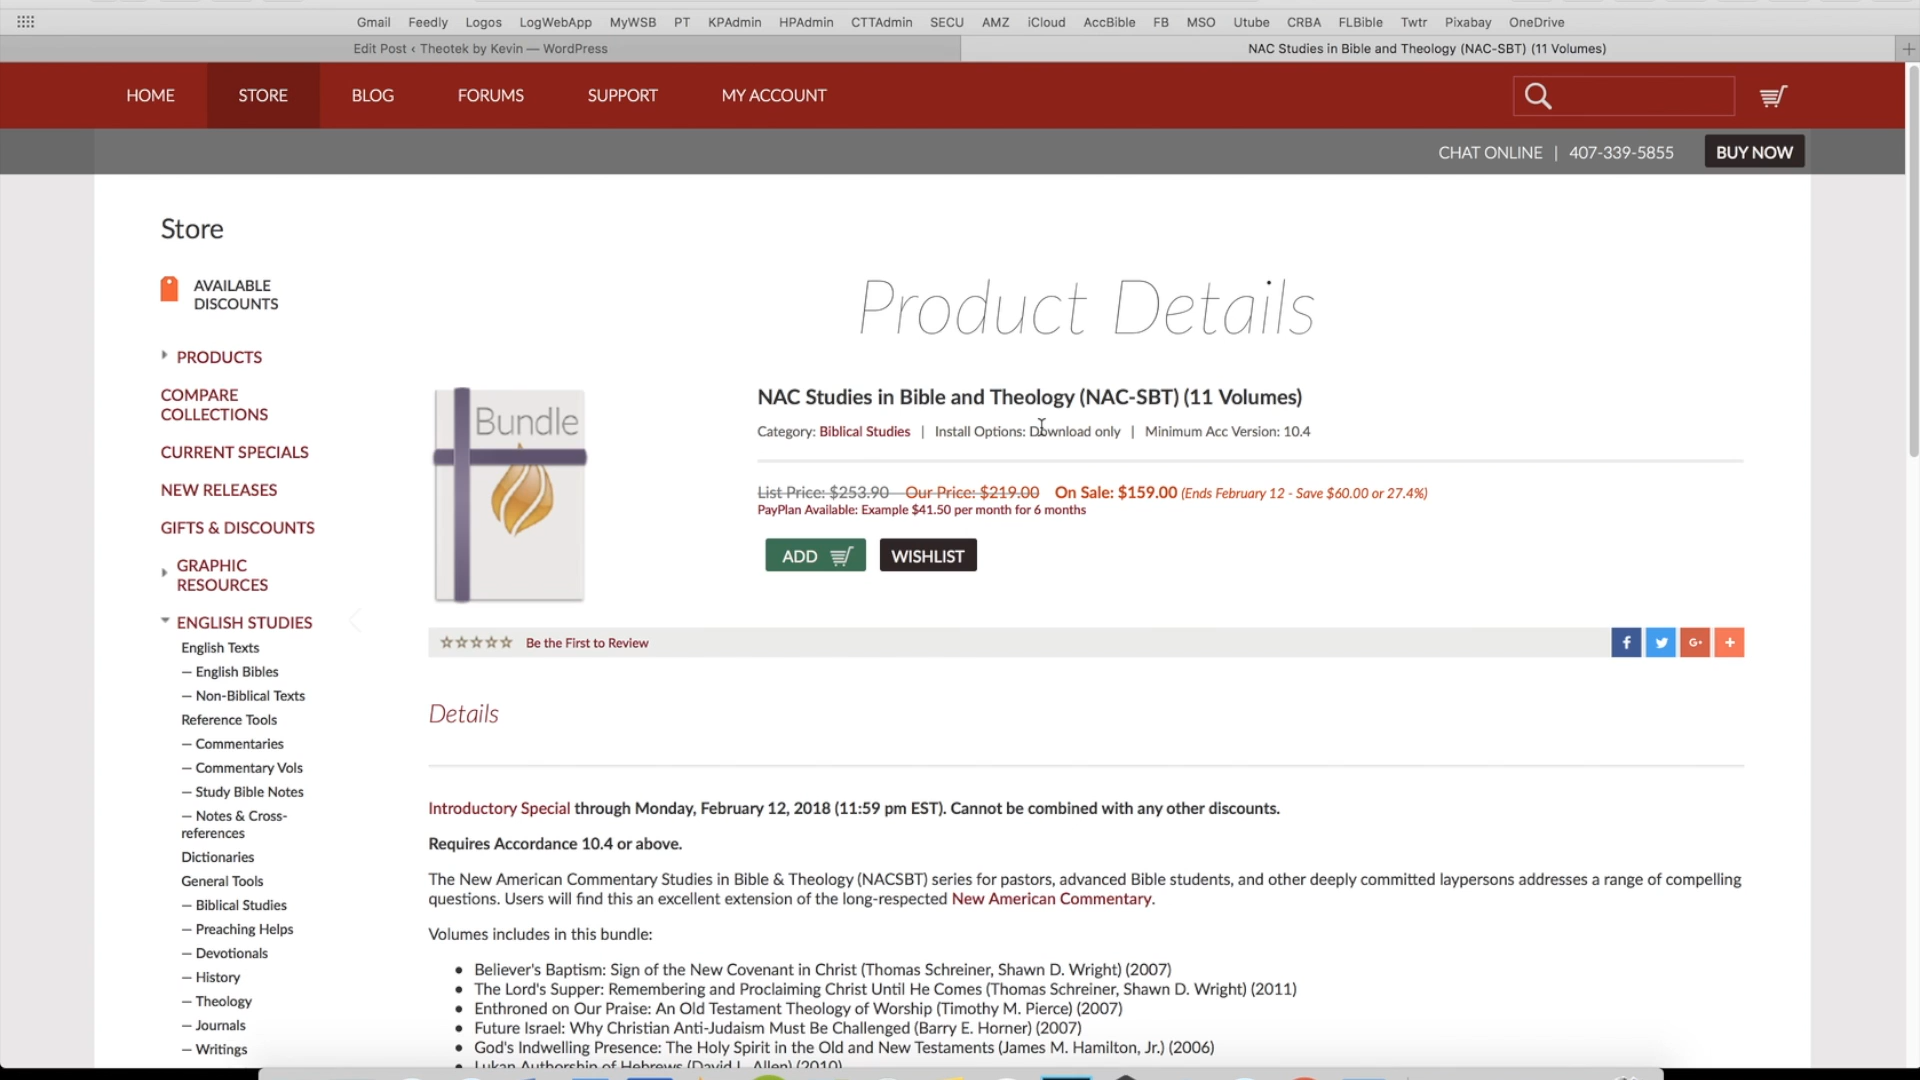 Gmail Feedly Logos LogWebApp MyWSB PT KPAdmin HPAdmin CTTAdmin SECU AMZ iCloud AccBible FB MSO Utube CRBA FLBible Twtr Pixabay OneDrive
Edit Post ‹ Theotek by Kevin — WordPress
NAC Studies in Bible and Theology (NAC-SBT) (11 Volumes)
HOME STORE BLOG FORUMS SUPPORT MY ACCOUNT
CHAT ONLINE | 407-339-5855 BUY NOW
Store
AVAILABLE
DISCOUNTS
PRODUCTS
COMPARE
COLLECTIONS
CURRENT SPECIALS
NEW RELEASES
GIFTS & DISCOUNTS
GRAPHIC
RESOURCES
ENGLISH STUDIES
English Texts
– English Bibles
– Non-Biblical Texts
Reference Tools
– Commentaries
– Commentary Vols
– Study Bible Notes
– Notes & Cross-
references
Dictionaries
General Tools
– Biblical Studies
– Preaching Helps
– Devotionals
– History
– Theology
– Journals
– Writings
Product Details
Bundle
NAC Studies in Bible and Theology (NAC-SBT) (11 Volumes)
Category: Biblical Studies | Install Options: Download only | Minimum Acc Version: 10.4
List Price: $253.90 Our Price: $219.00 On Sale: $159.00 (Ends February 12 - Save $60.00 or 27.4%)
PayPlan Available: Example $41.50 per month for 6 months
ADD WISHLIST
Be the First to Review
Details
Introductory Special through Monday, February 12, 2018 (11:59 pm EST). Cannot be combined with any other discounts.
Requires Accordance 10.4 or above.
The New American Commentary Studies in Bible & Theology (NACSBT) series for pastors, advanced Bible students, and other deeply committed laypersons addresses a range of compelling
questions. Users will find this an excellent extension of the long-respected New American Commentary.
Volumes includes in this bundle:
• Believer's Baptism: Sign of the New Covenant in Christ (Thomas Schreiner, Shawn D. Wright) (2007)
• The Lord's Supper: Remembering and Proclaiming Christ Until He Comes (Thomas Schreiner, Shawn D. Wright) (2011)
• Enthroned on Our Praise: An Old Testament Theology of Worship (Timothy M. Pierce) (2007)
• Future Israel: Why Christian Anti-Judaism Must Be Challenged (Barry E. Horner) (2007)
• God's Indwelling Presence: The Holy Spirit in the Old and New Testaments (James M. Hamilton, Jr.) (2006)
• Lukan Authorship of Hebrews (David L. Allen) (2010)